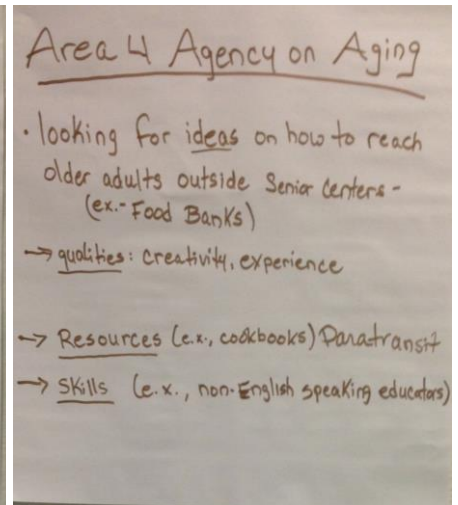 Area 4 Agency on Aging
• looking for ideas on how to reach
older adults outside Senior Centers -
(ex.- Food Banks)
→ qualities: creativity, experience
→ Resources (e.x., cookbooks) Paratransit
→ Skills (e.x., non-English speaking educators)